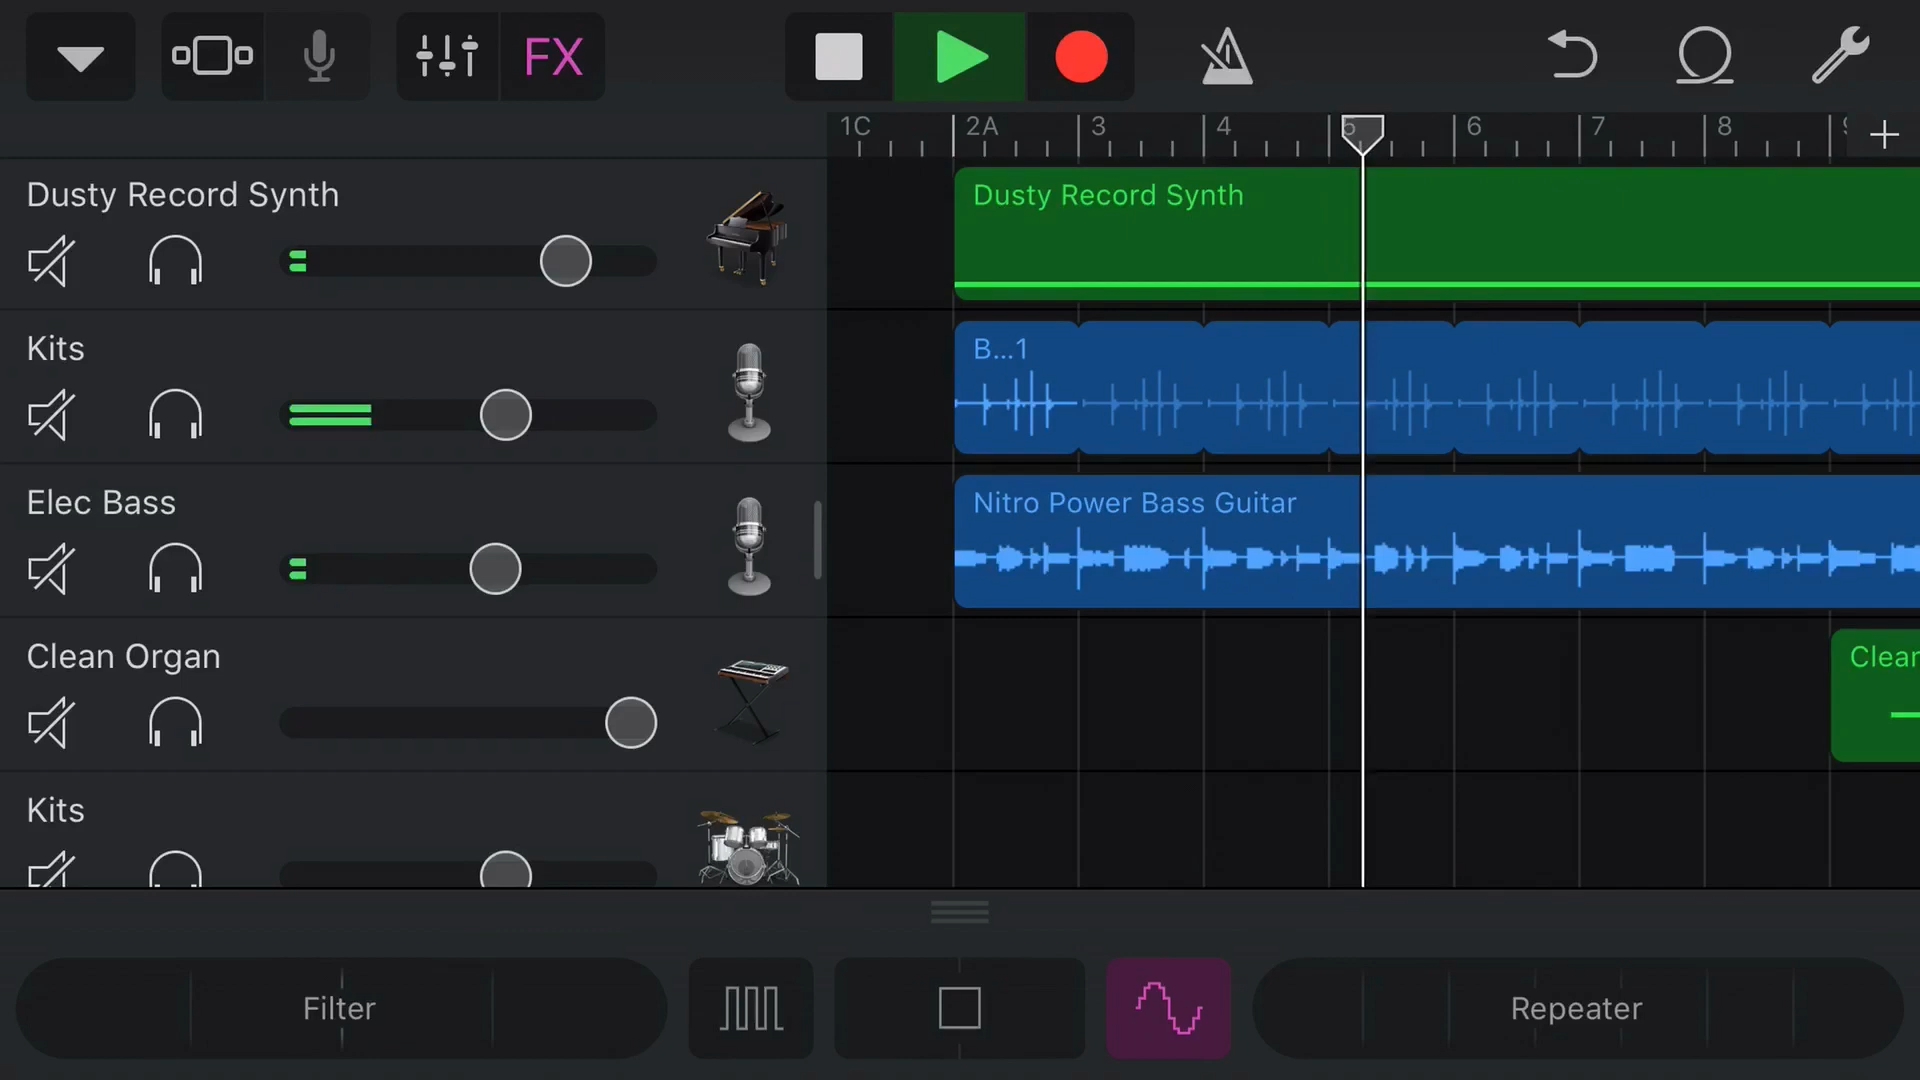 FX
1C 2A 3 4 5 6 7 8
Dusty Record Synth
Dusty Record Synth
Kits
B...1
Elec Bass
Nitro Power Bass Guitar
Clean Organ
Clean
Kits
Filter
Repeater